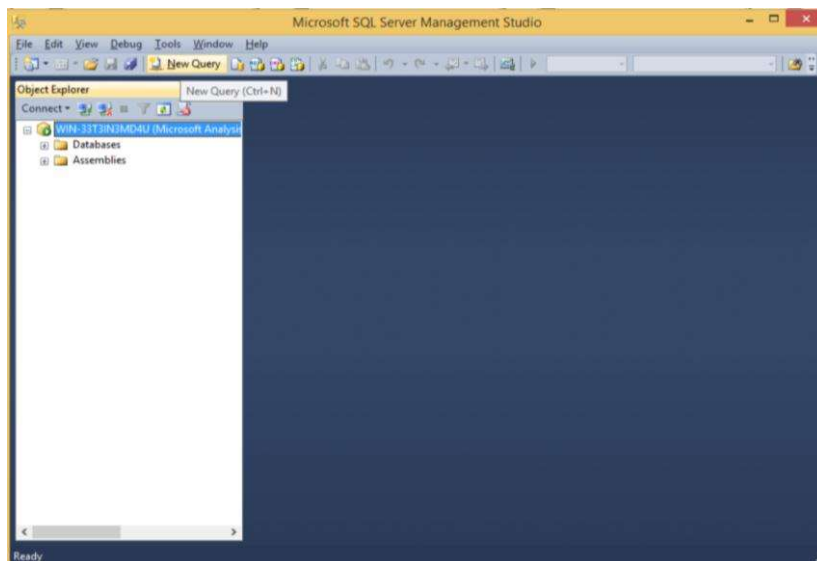 Microsoft SQL Server Management Studio
File Edit View Debug Tools Window Help
New Query
Object Explorer
New Query (Ctrl+N)
Connect
WIN-33T3IN3MD4U (Microsoft Analysis
Databases
Assemblies
Ready